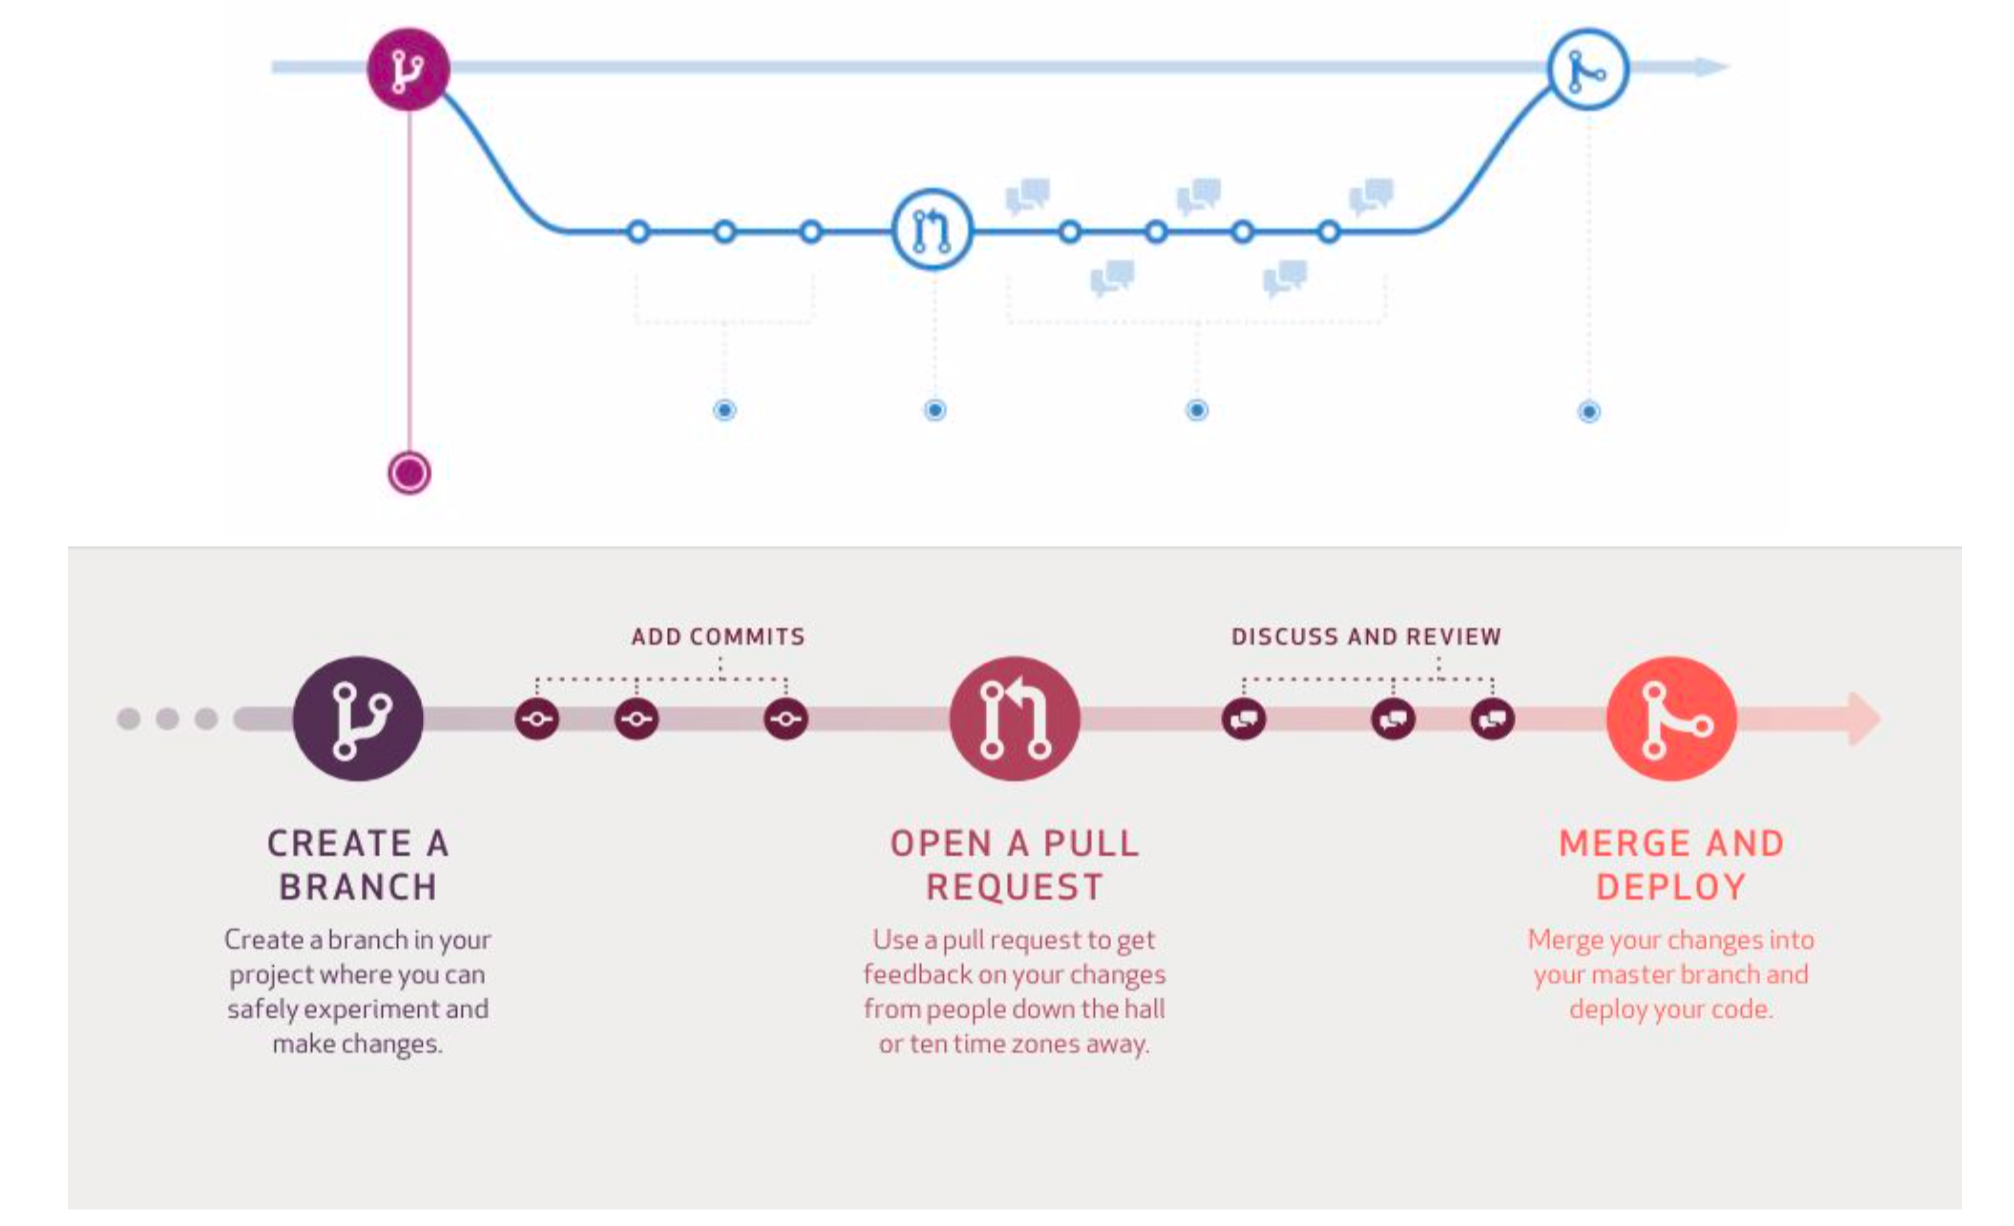 ADD COMMITS
DISCUSS AND REVIEW
CREATE A
BRANCH
Create a branch in your
project where you can
safely experiment and
make changes.
OPEN A PULL
REQUEST
Use a pull request to get
feedback on your changes
from people down the hall
or ten time zones away.
MERGE AND
DEPLOY
Merge your changes into
your master branch and
deploy your code.